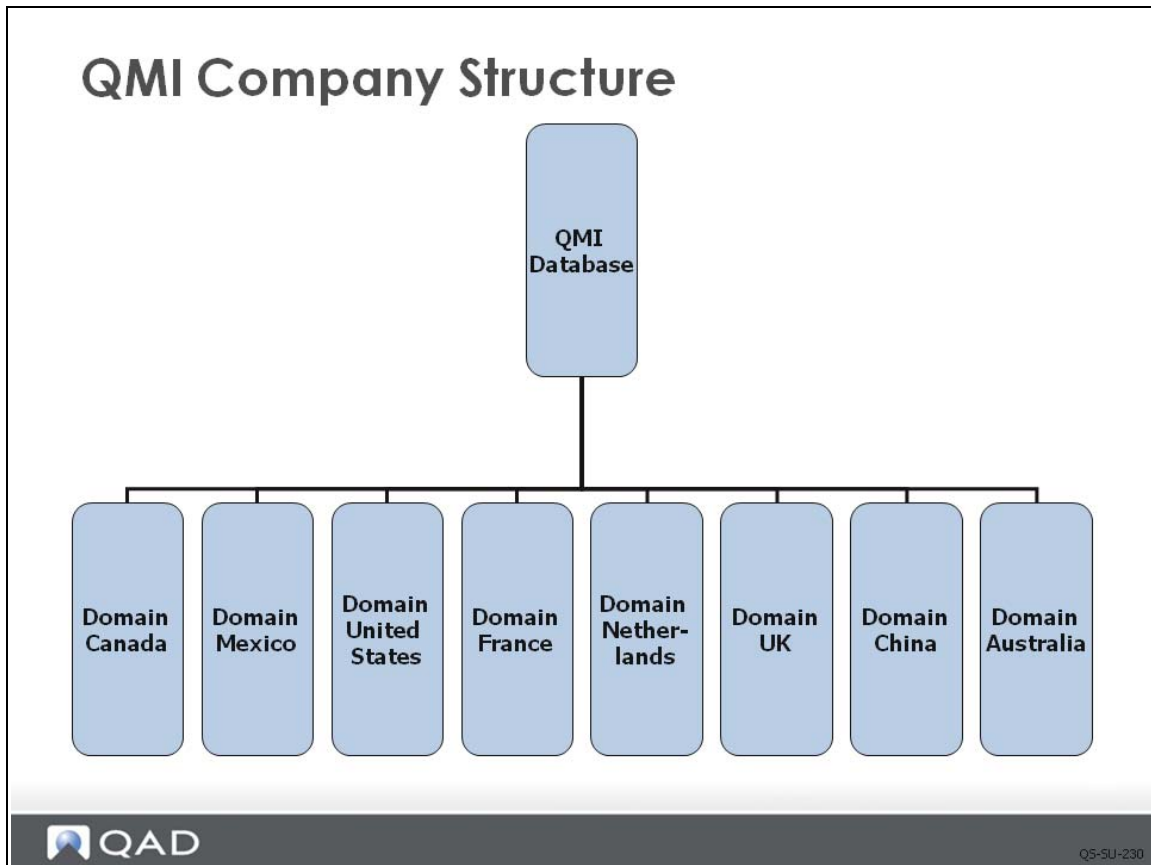 QMI Company Structure
QMI
Database
Domain
Canada
Domain
Mexico
Domain
United
States
Domain
France
Domain
Nether-
lands
Domain
UK
Domain
China
Domain
Australia
QAD
QS-SU-230